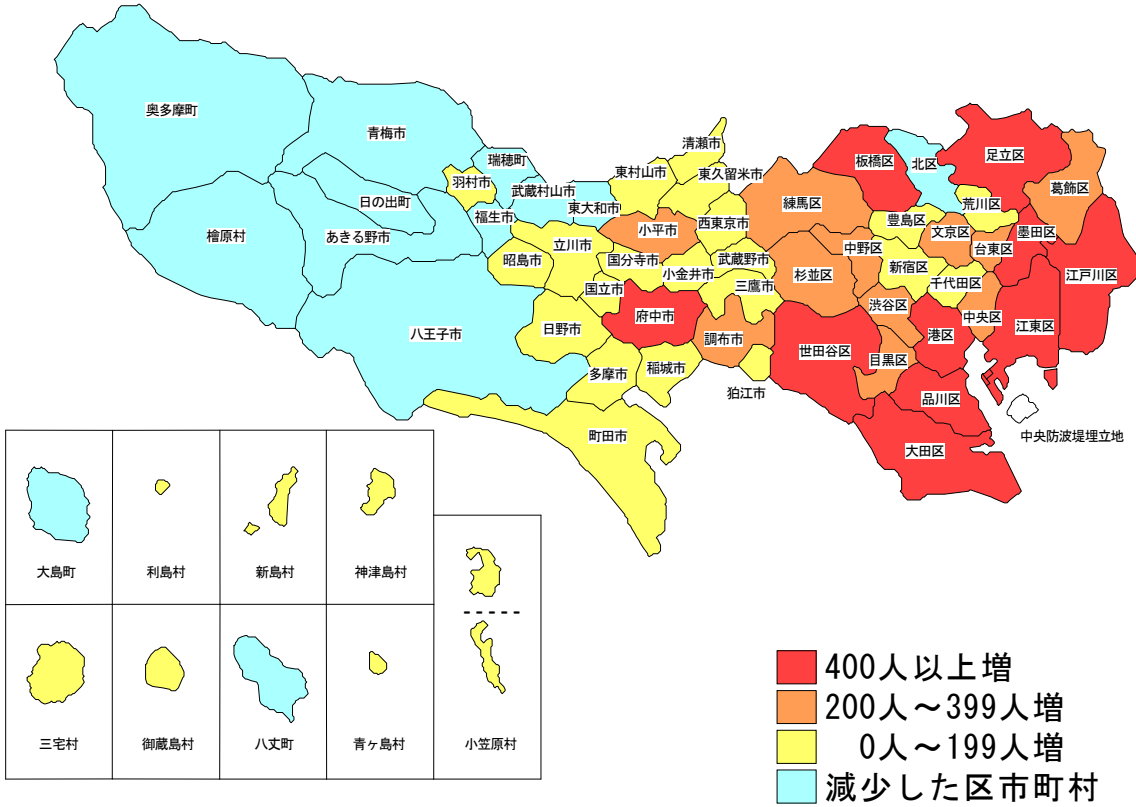 奥多摩町
青梅市
瑞穂町
羽村市
日の出町
檜原村
あきる野市
福生市
武蔵村山市
東大和市
東村山市
清瀬市
東久留米市
西東京市
小平市
立川市
昭島市
国分寺市
小金井市
武蔵野市
三鷹市
国立市
府中市
日野市
八王子市
調布市
多摩市
稲城市
狛江市
町田市
練馬区
板橋区
北区
足立区
葛飾区
荒川区
豊島区
文京区
台東区
墨田区
江戸川区
中野区
杉並区
新宿区
千代田区
渋谷区
中央区
江東区
港区
世田谷区
目黒区
品川区
大田区
中央防波堤埋立地
大島町
利島村
新島村
神津島村
三宅村
御蔵島村
八丈町
青ヶ島村
小笠原村
400人以上増
200人～399人増
0人～199人増
減少した区市町村